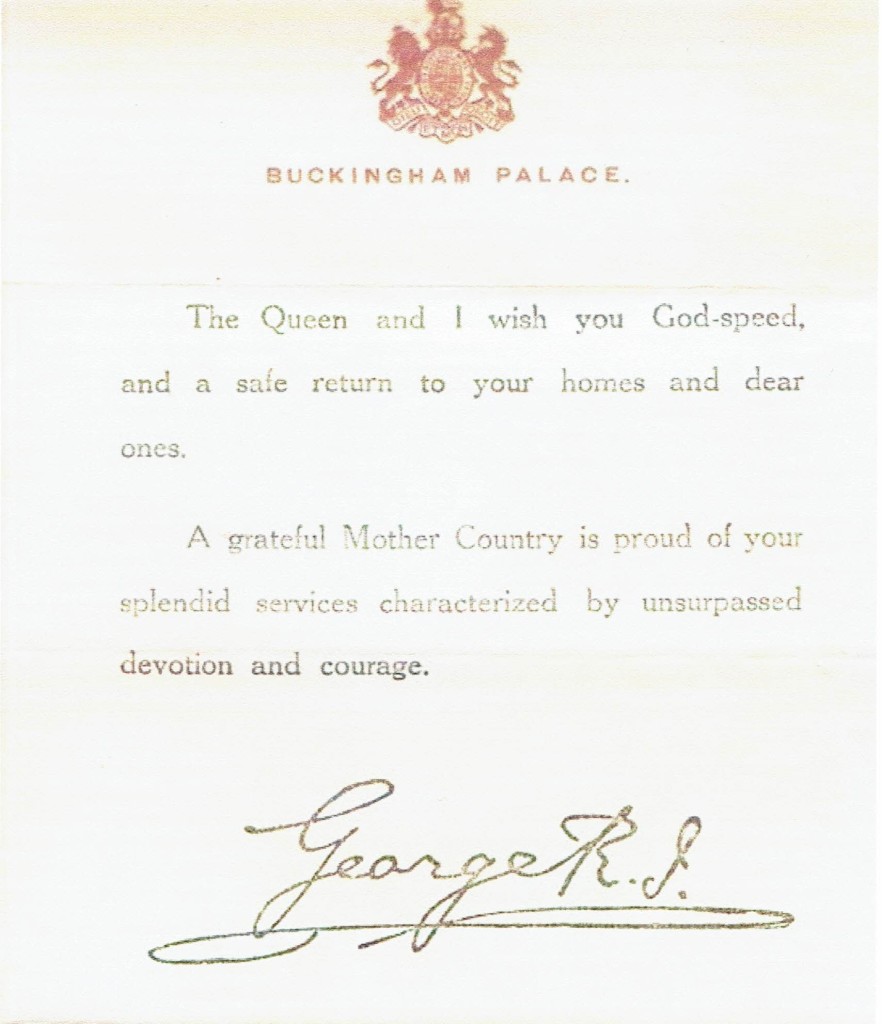 BUCKINGHAM PALACE.
The Queen and I wish you God-speed,
and a safe return to your homes and dear
ones.
A grateful Mother Country is proud of your
splendid services characterized by unsurpassed
devotion and courage.
George R.I.